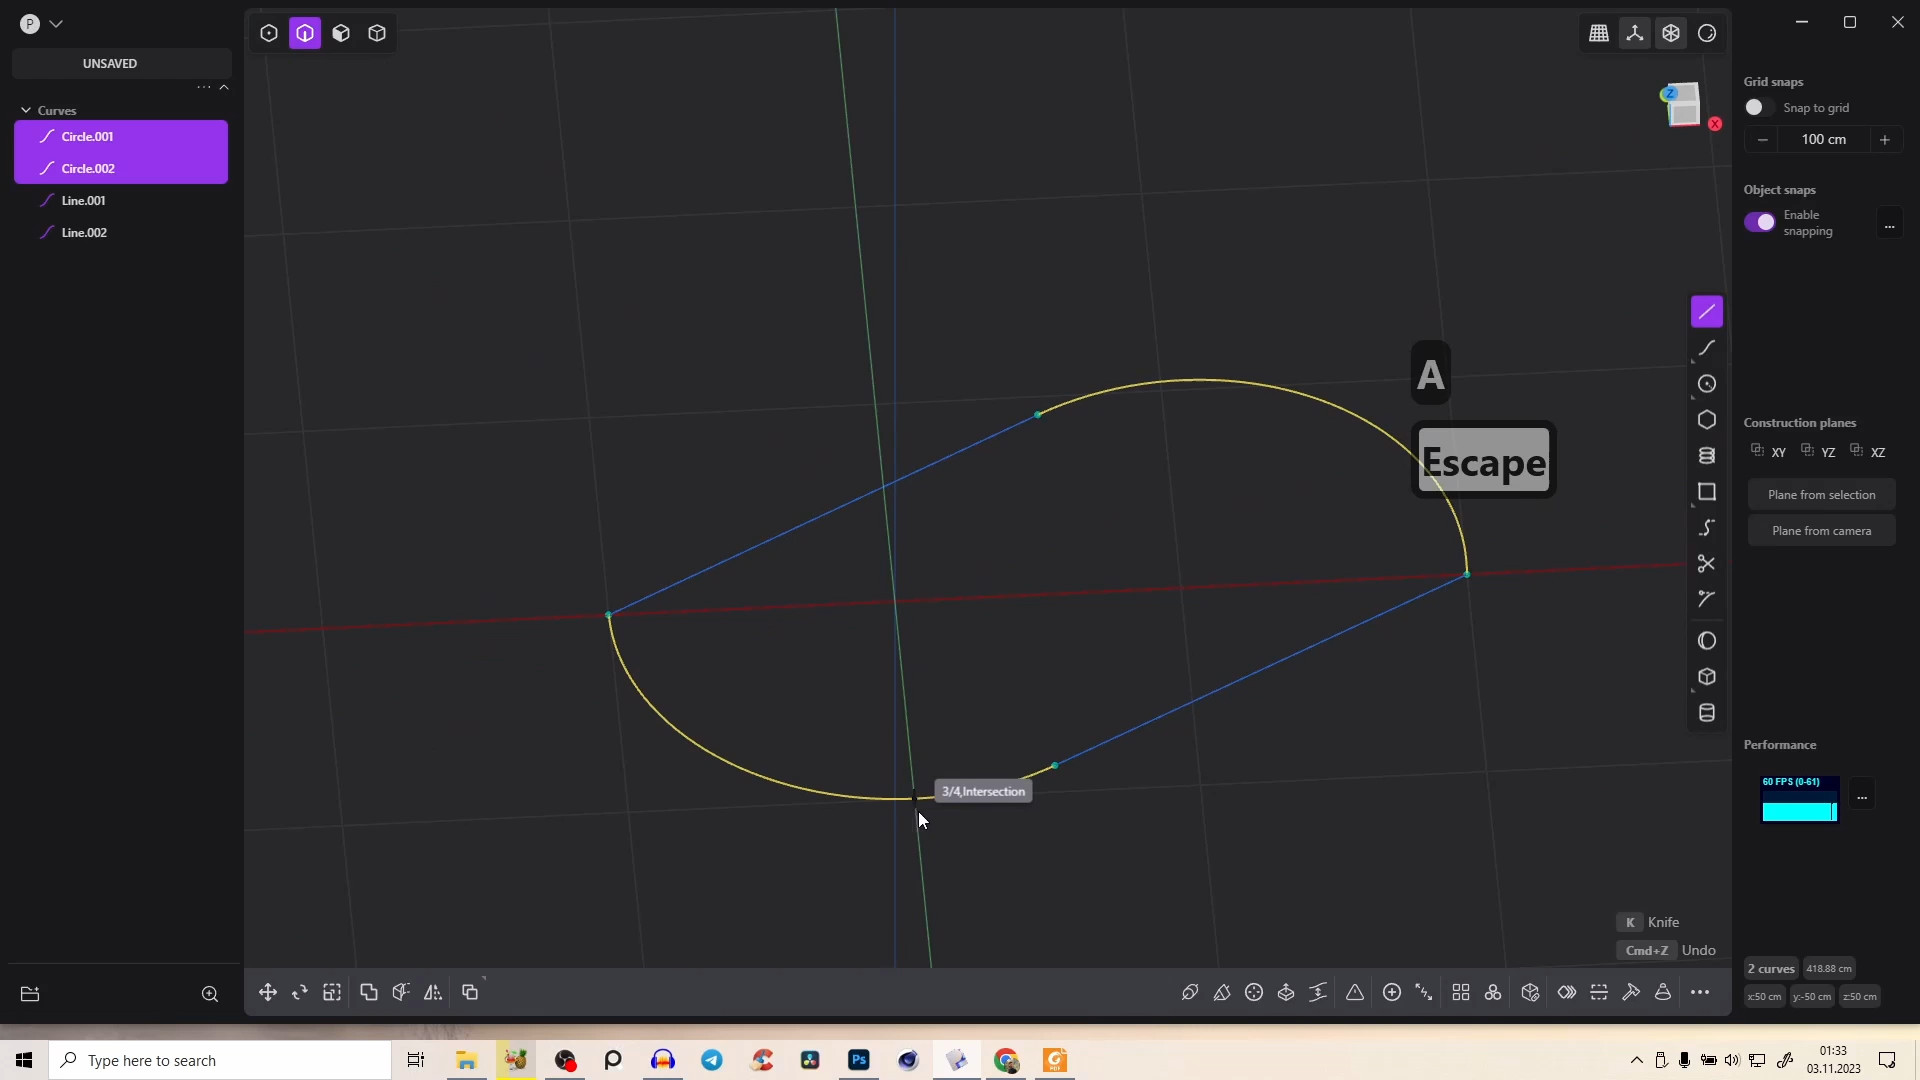 P
UNSAVED
Curves
Circle.001
Circle.002
Line.001
Line.002
Z
X
Grid snaps
Snap to grid
100 cm
Object snaps
Enable
snapping
...
A
Escape
Construction planes
XY YZ XZ
Plane from selection
Plane from camera
3/4,Intersection
Performance
60 FPS (0-61)
...
K Knife
Cmd+Z Undo
2 curves 418.88 cm
x:50 cm y:-50 cm z:50 cm
Type here to search
Ps
PDF
01:33
03.11.2023